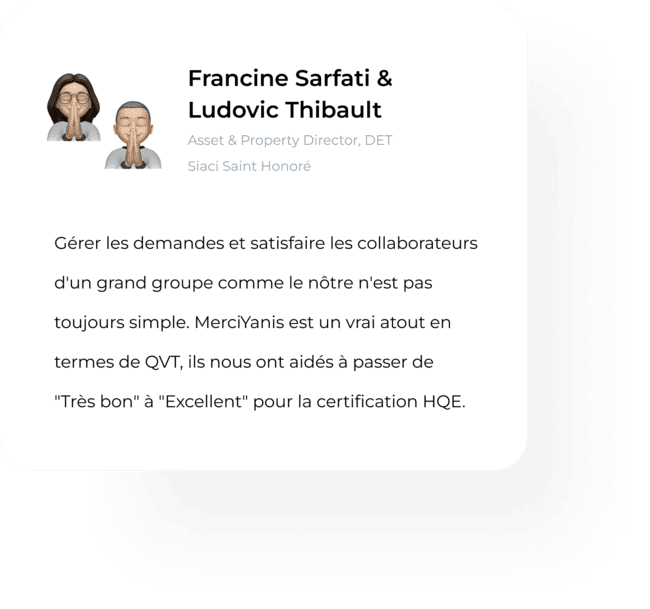 Francine Sarfati &
Ludovic Thibault
Asset & Property Director, DET
Siaci Saint Honoré
Gérer les demandes et satisfaire les collaborateurs
d'un grand groupe comme le nôtre n'est pas
toujours simple. MerciYanis est un vrai atout en
termes de QVT, ils nous ont aidés à passer de
"Très bon" à "Excellent" pour la certification HQE.